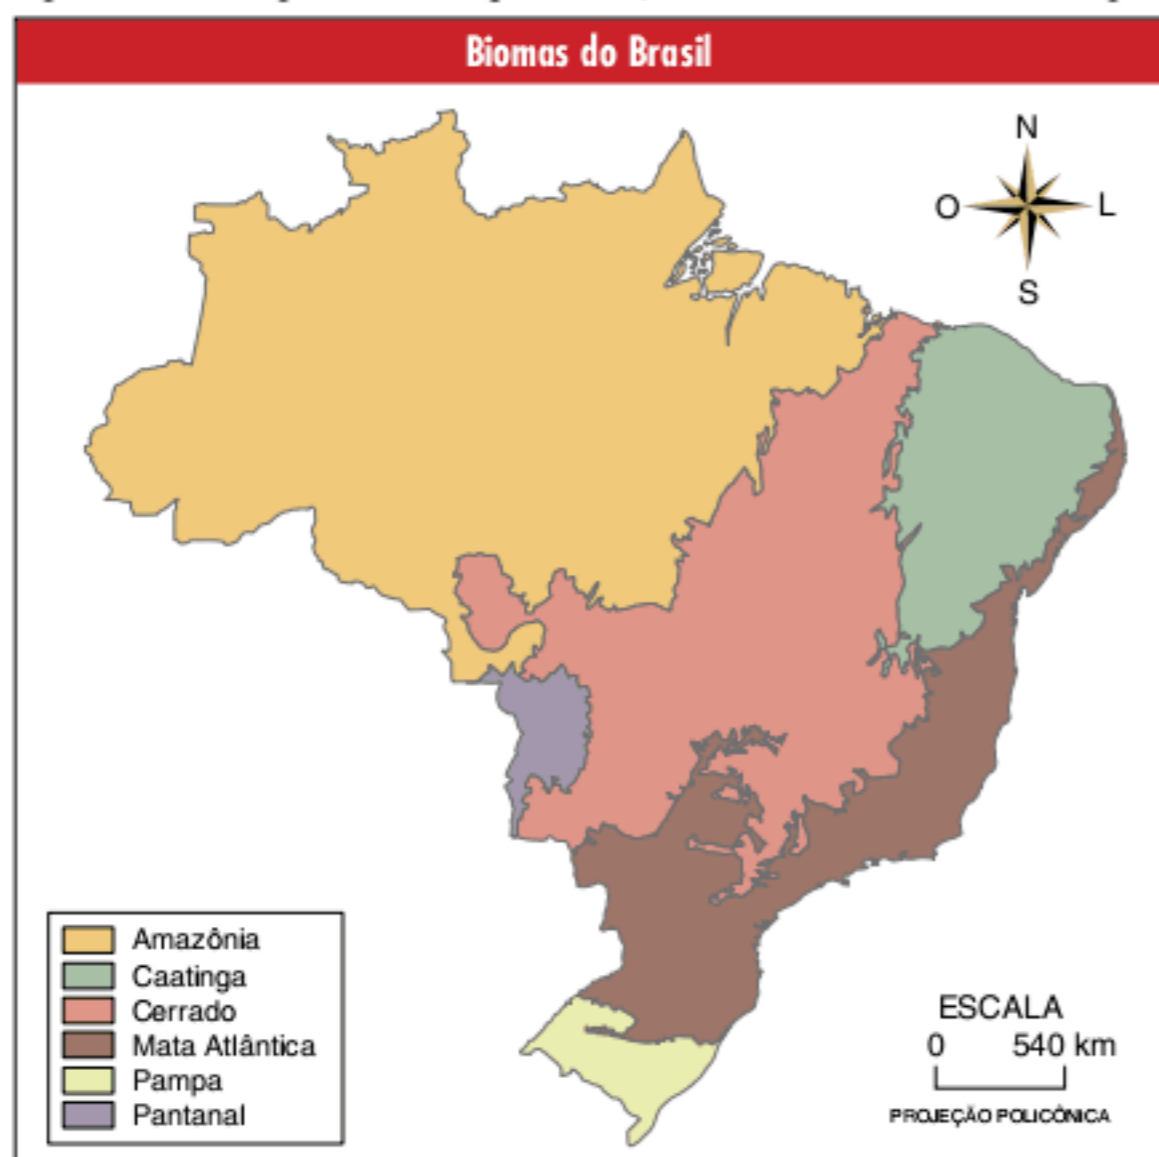 Biomas do Brasil
N
O
L
S
Amazônia
Caatinga
Cerrado
Mata Atlântica
Pampa
Pantanal
ESCALA
0 540 km
PROJEÇÃO POLICÔNICA